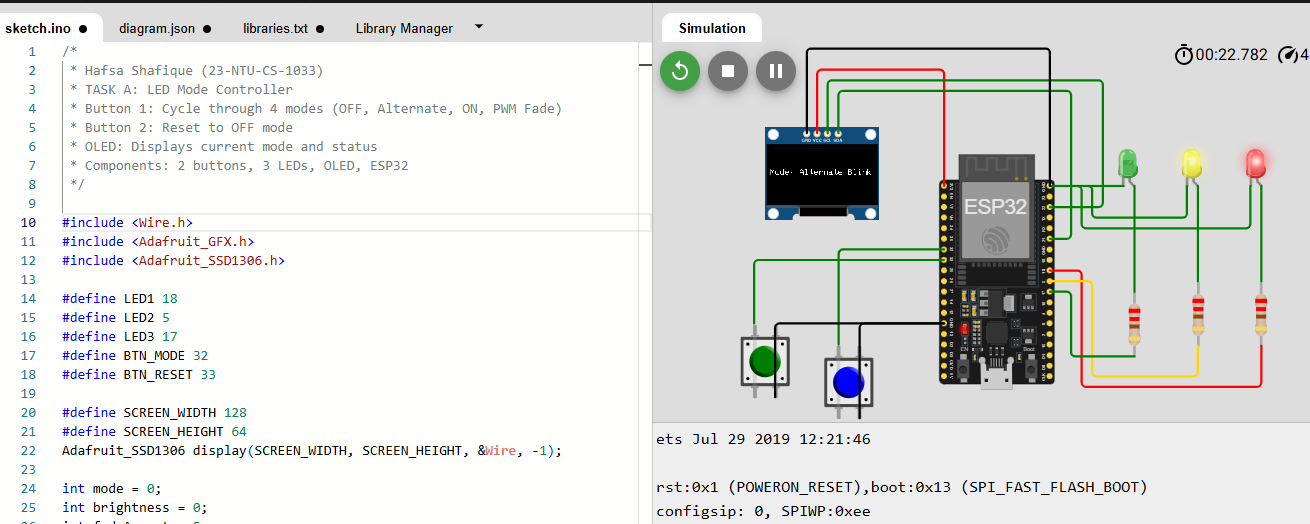 sketch.ino
diagram.json
libraries.txt
Library Manager
1 /*
2 * Hafsa Shafique (23-NTU-CS-1033)
3 * TASK A: LED Mode Controller
4 * Button 1: Cycle through 4 modes (OFF, Alternate, ON, PWM Fade)
5 * Button 2: Reset to OFF mode
6 * OLED: Displays current mode and status
7 * Components: 2 buttons, 3 LEDs, OLED, ESP32
8 */
9
10 #include <Wire.h>
11 #include <Adafruit_GFX.h>
12 #include <Adafruit_SSD1306.h>
13
14 #define LED1 18
15 #define LED2 5
16 #define LED3 17
17 #define BTN_MODE 32
18 #define BTN_RESET 33
19
20 #define SCREEN_WIDTH 128
21 #define SCREEN_HEIGHT 64
22 Adafruit_SSD1306 display(SCREEN_WIDTH, SCREEN_HEIGHT, &Wire, -1);
23
24 int mode = 0;
25 int brightness = 0;
Simulation
00:22.782
4
GND VCC SCL SDA
Mode: Alternate Blink
ESP32
EN
Boot
ets Jul 29 2019 12:21:46
rst:0x1 (POWERON_RESET),boot:0x13 (SPI_FAST_FLASH_BOOT)
configsip: 0, SPIWP:0xee